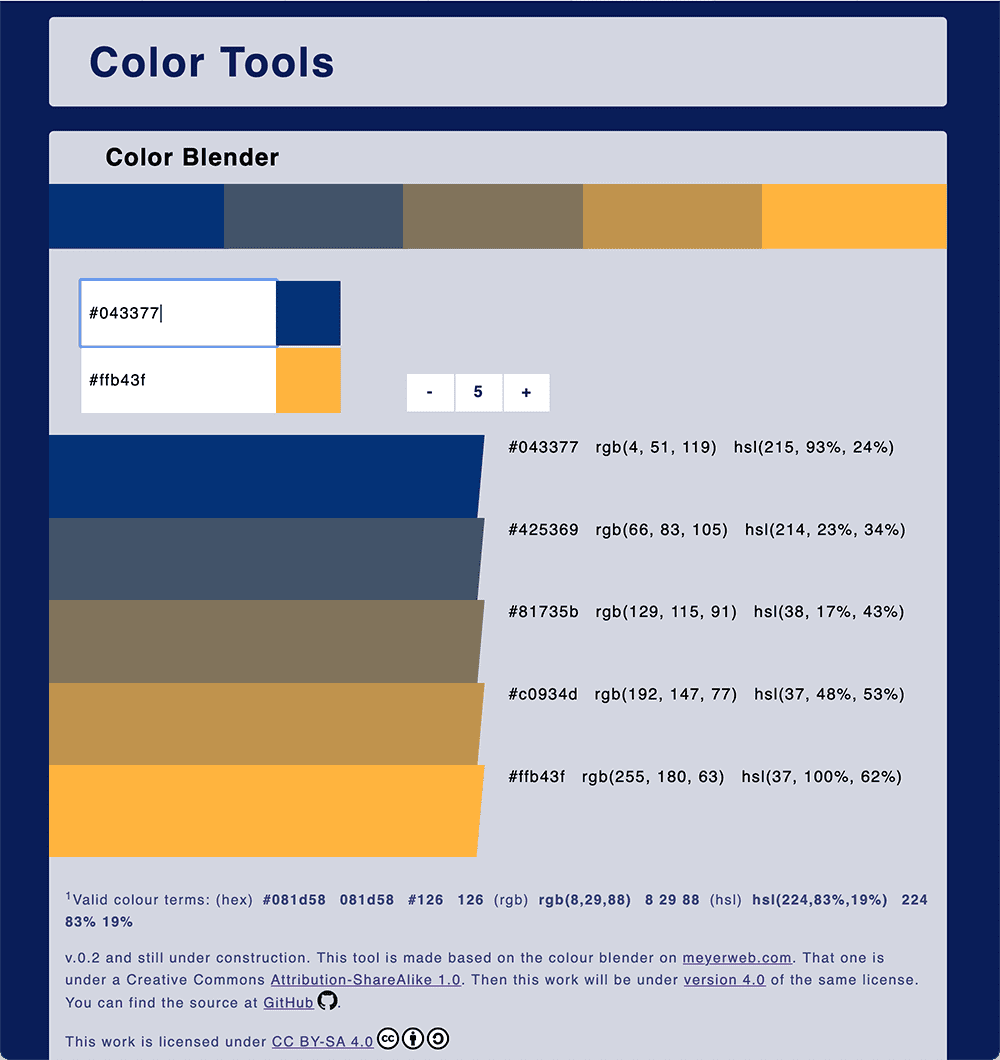 Color Tools
Color Blender
#043377
#ffb43f
- 5 +
#043377 rgb(4, 51, 119) hsl(215, 93%, 24%)
#425369 rgb(66, 83, 105) hsl(214, 23%, 34%)
#81735b rgb(129, 115, 91) hsl(38, 17%, 43%)
#c0934d rgb(192, 147, 77) hsl(37, 48%, 53%)
#ffb43f rgb(255, 180, 63) hsl(37, 100%, 62%)
1Valid colour terms: (hex) #081d58 081d58 #126 126 (rgb) rgb(8,29,88) 8 29 88 (hsl) hsl(224,83%,19%) 224
83% 19%
v.0.2 and still under construction. This tool is made based on the colour blender on meyerweb.com. That one is
under a Creative Commons Attribution-ShareAlike 1.0. Then this work will be under version 4.0 of the same license.
You can find the source at GitHub.
This work is licensed under CC BY-SA 4.0 cc